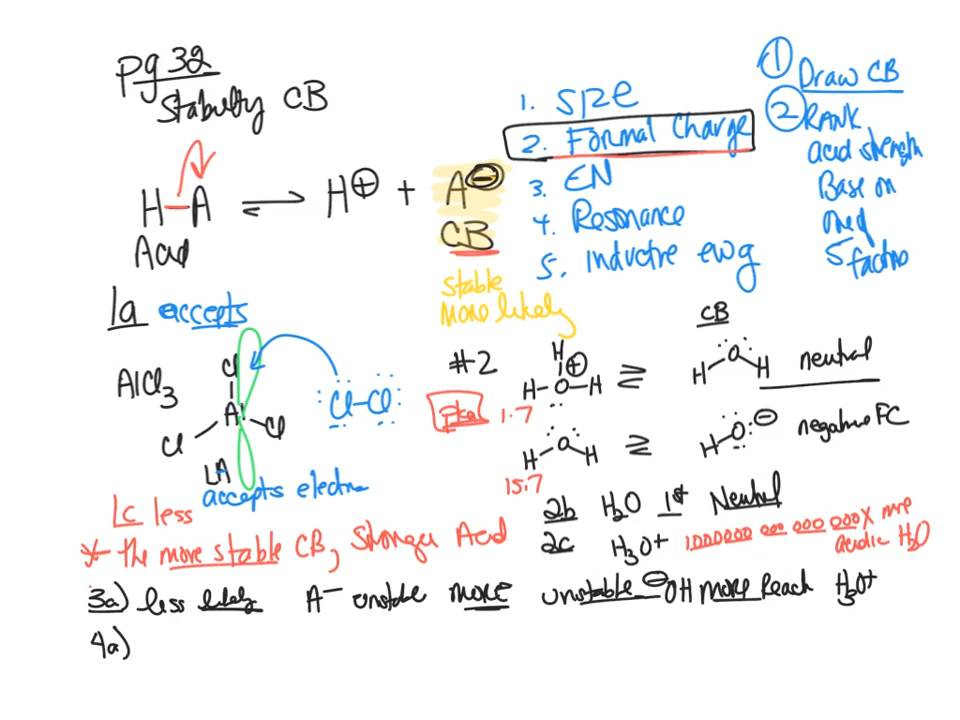 Pg 32
Stability CB
H-A ⇌ H⊕ + A⊖
Acid
CB
stable
more likely
1. size
2. Formal Charge
3. EN
4. Resonance
5. Inductive ewg
① Draw CB
② RANK
acid strength
Base on
5 factors
1a accepts
AlCl3
Cl
Al
Cl
Cl
Cl-Cl
LA
accepts electron
#2
CB
H
⊕
H-O-H ⇌
H O H
neutral
pka 1.7
H O H ⇌
H-O: ⊖
negative FC
15.7
1c less
* the more stable CB, stronger Acid
2b H2O 1st Neutral
2c H3O+ 1,000000 000 000 000X more
acidic H2O
3a) less likely A- unstable more unstable ⊖OH more reach H3O+
4a)